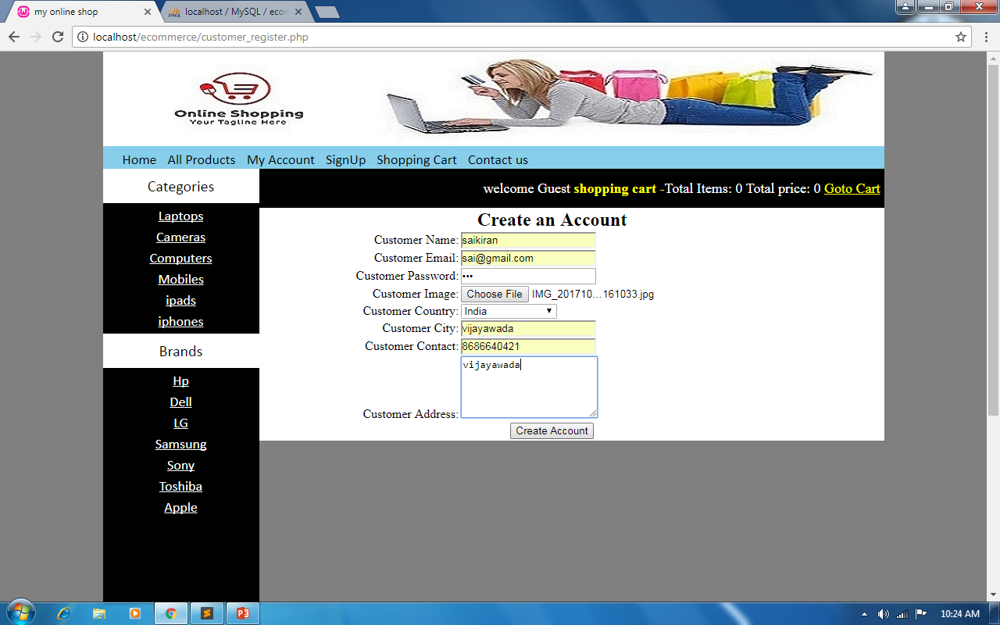 my online shop
localhost / MySQL / econ
localhost/ecommerce/customer_register.php
Online Shopping
Your Tagline Here
Home All Products My Account SignUp Shopping Cart Contact us
welcome Guest shopping cart -Total Items: 0 Total price: 0 Goto Cart
Categories
Laptops
Cameras
Computers
Mobiles
ipads
iphones
Brands
Hp
Dell
LG
Samsung
Sony
Toshiba
Apple
Create an Account
Customer Name: saikiran
Customer Email: sai@gmail.com
Customer Password: •••
Customer Image: Choose File IMG_201710...161033.jpg
Customer Country: India
Customer City: vijayawada
Customer Contact: 8686640421
vijayawada
Customer Address:
Create Account
10:24 AM